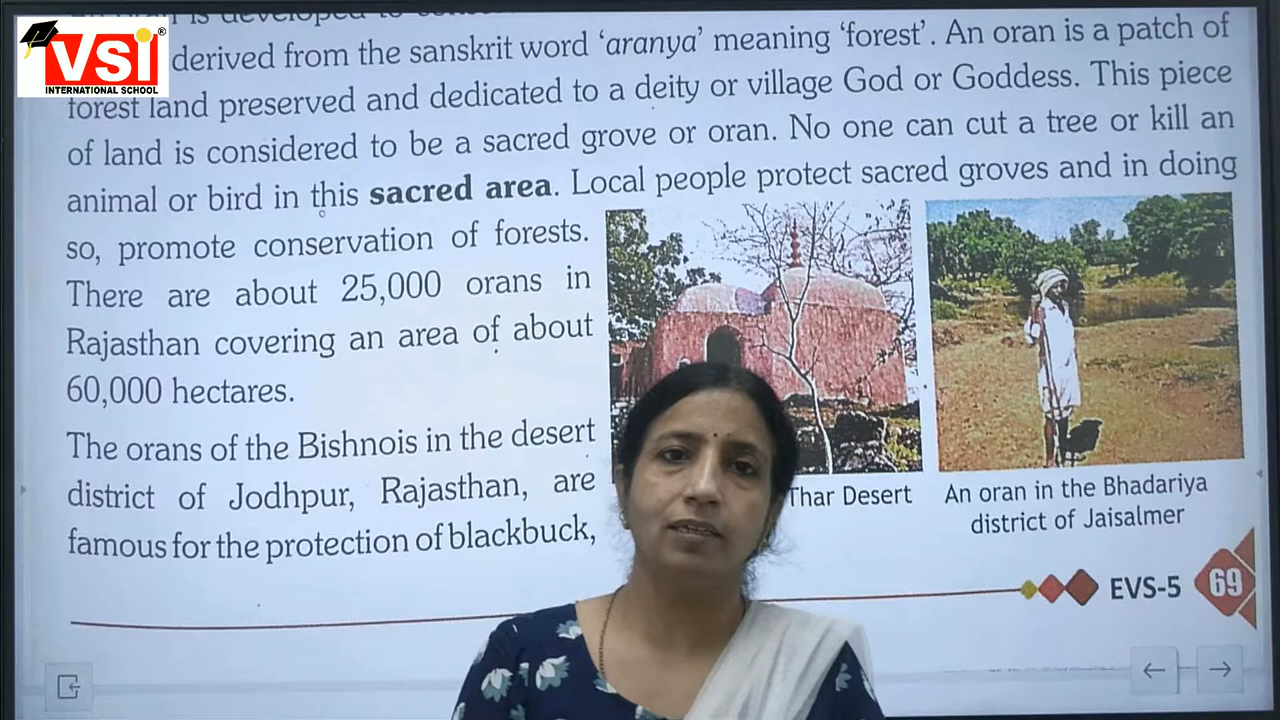 VSI®
INTERNATIONAL SCHOOL
is developed to
derived from the sanskrit word ‘aranya’ meaning ‘forest’. An oran is a patch of
forest land preserved and dedicated to a deity or village God or Goddess. This piece
of land is considered to be a sacred grove or oran. No one can cut a tree or kill an
animal or bird in this sacred area. Local people protect sacred groves and in doing
so, promote conservation of forests.
There are about 25,000 orans in
Rajasthan covering an area of about
60,000 hectares.
The orans of the Bishnois in the desert
district of Jodhpur, Rajasthan, are
famous for the protection of blackbuck,
Thar Desert
An oran in the Bhadariya
district of Jaisalmer
EVS-5 69